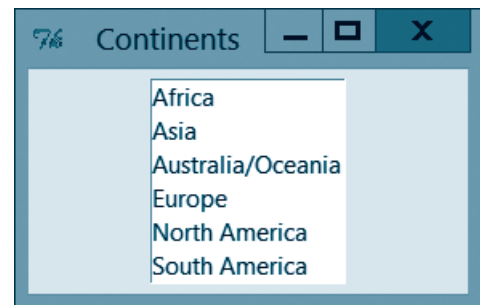 Continents
Africa
Asia
Australia/Oceania
Europe
North America
South America